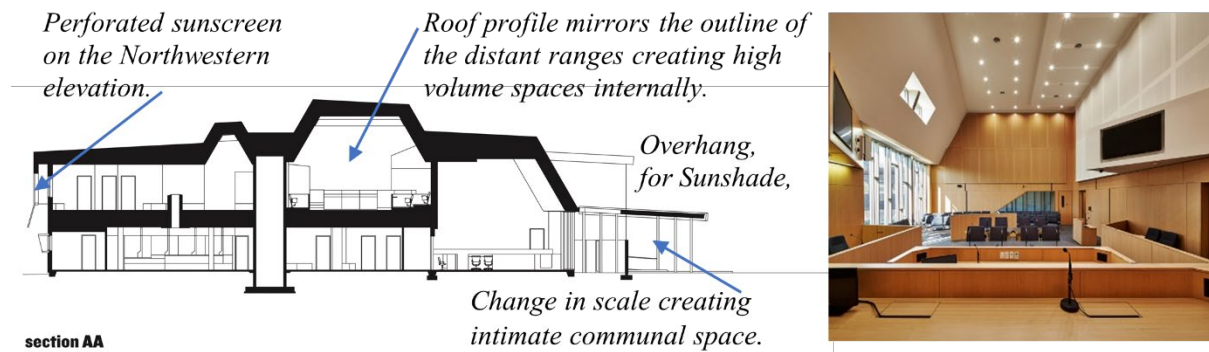 Perforated sunscreen
on the Northwestern
elevation.
Roof profile mirrors the outline of
the distant ranges creating high
volume spaces internally.
Overhang,
for Sunshade,
Change in scale creating
intimate communal space.
section AA